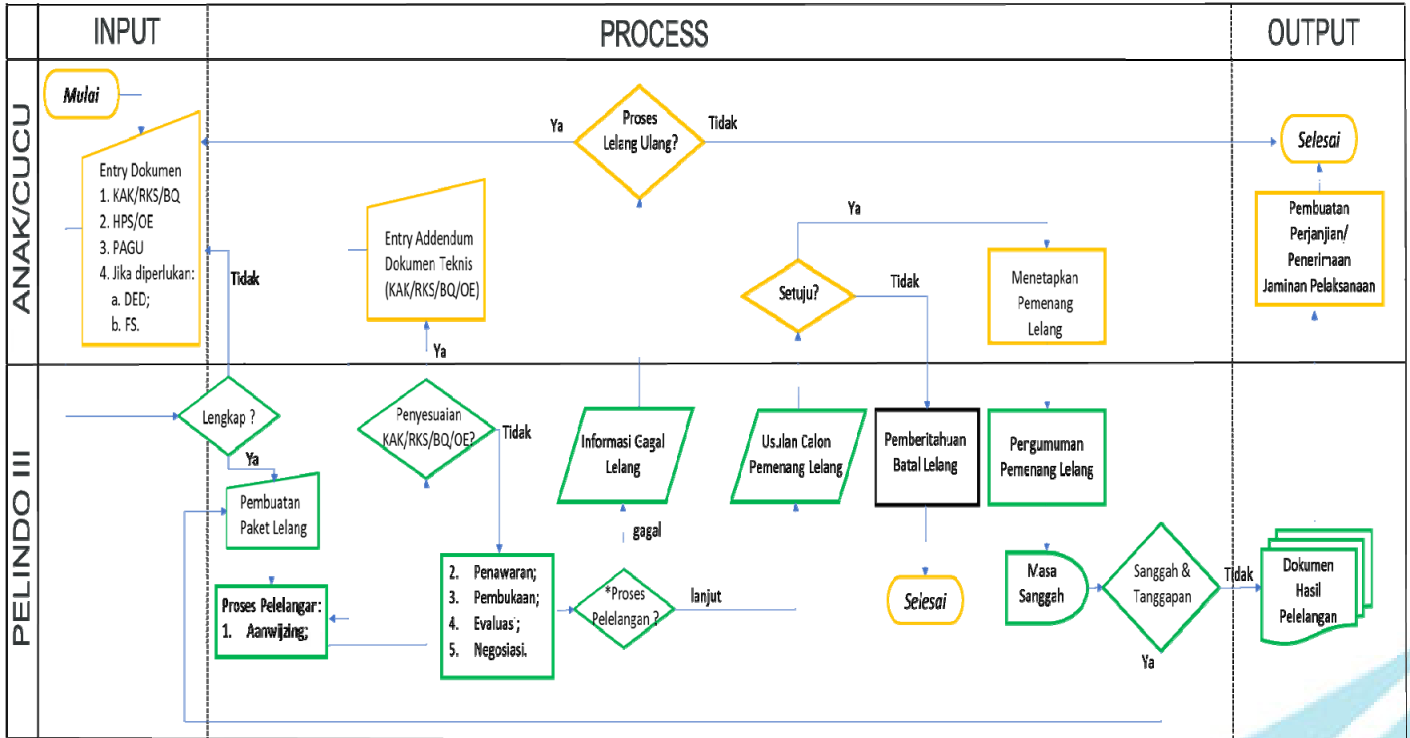 INPUT
PROCESS
OUTPUT
ANAK/CUCU
Mulai
Entry Dokumen
1. KAK/RKS/BQ
2. HPS/OE
3. PAGU
4. Jika diperlukan:
a. DED;
b. FS.
Tidak
Ya
Proses
Lelang Ulang?
Tidak
Entry Addendum
Dokumen Teknis
(KAK/RKS/BQ/OE)
Ya
Setuju?
Ya
Tidak
Menetapkan
Pemenang
Lelang
Selesai
Pembuatan
Perjanjian/
Penerimaan
Jaminan Pelaksanaan
PELINDO III
Lengkap ?
Ya
Pembuatan
Paket Lelang
Proses Pelelangar:
1. Aanwijzing;
Penyesuaian
KAK/RKS/BQ/OE?
Tidak
2. Penawaran;
3. Pembukaan;
4. Evaluas;
5. Negosiasi.
Informasi Gagal
Lelang
gagal
*Proses
Pelelangan ?
lanjut
Usulan Calon
Pemenang Lelang
Pemberitahuan
Batal Lelang
Selesai
Pergumuman
Pemenang Lelang
Masa
Sanggah
Sanggah &
Tanggapan
Tidak
Ya
Dokumen
Hasil
Pelelangan